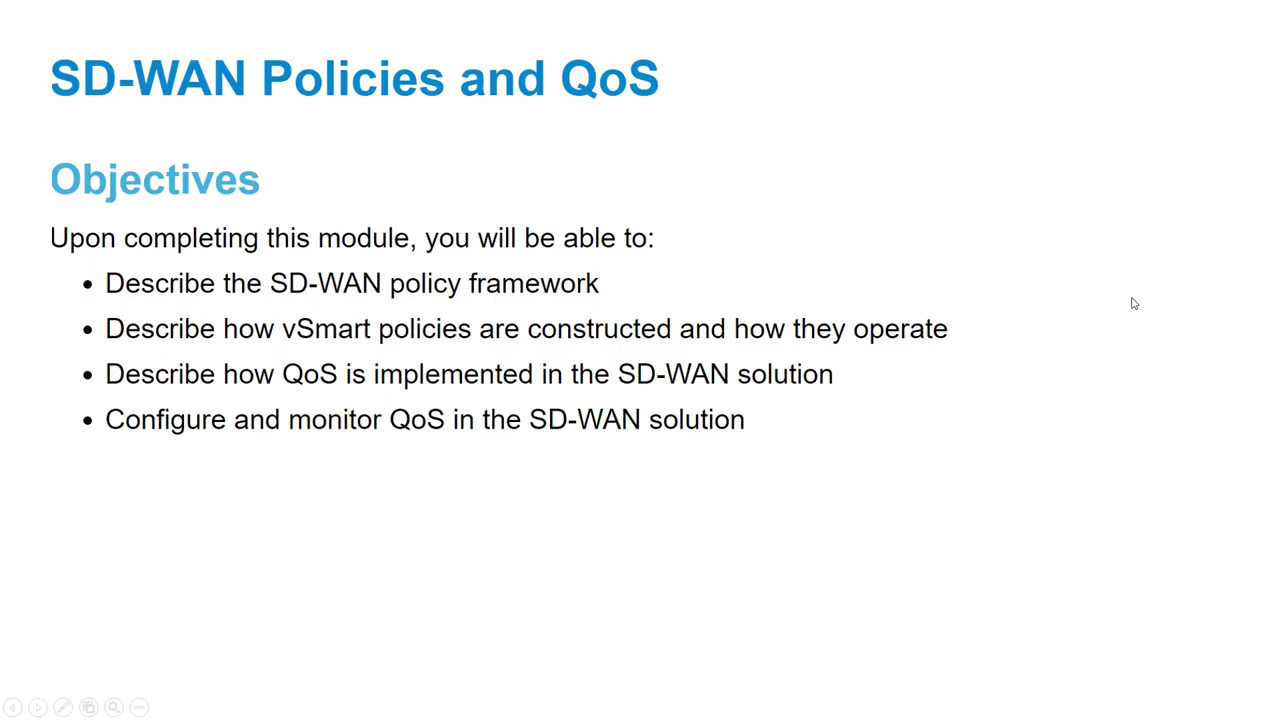 SD-WAN Policies and QoS
Objectives
Upon completing this module, you will be able to:
• Describe the SD-WAN policy framework
• Describe how vSmart policies are constructed and how they operate
• Describe how QoS is implemented in the SD-WAN solution
• Configure and monitor QoS in the SD-WAN solution